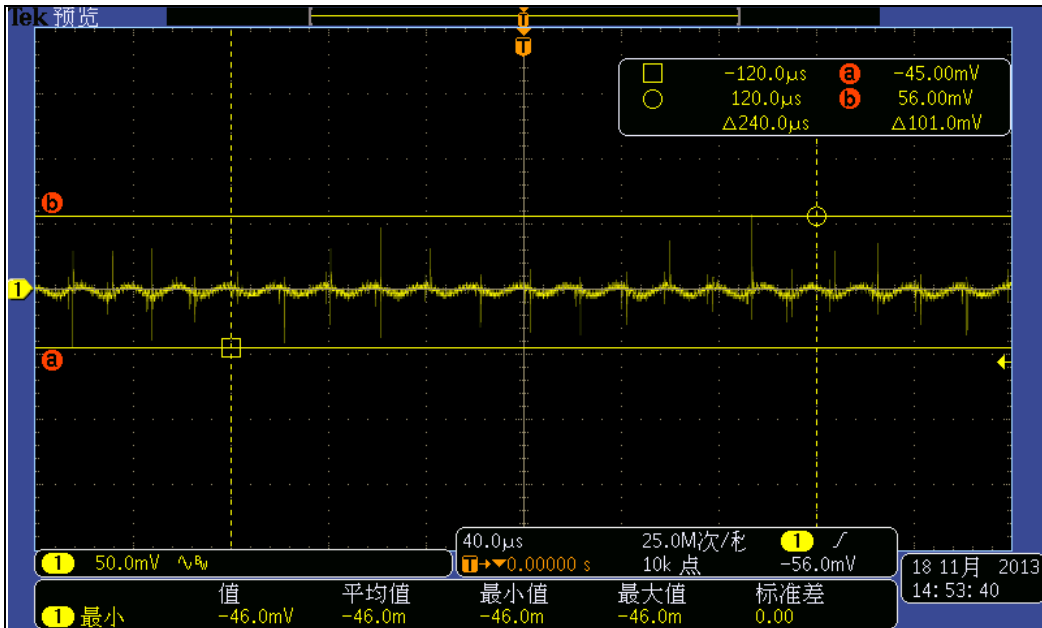 Tek 预览
T
T
-120.0µs a -45.00mV
120.0µs b 56.00mV
△240.0µs △101.0mV
b
1
a
1 50.0mV ∿BW
40.0µs 25.0M次/秒 1 ∫
T→▼0.00000 s 10k 点 -56.0mV
18 11月 2013
14:53:40
值 平均值 最小值 最大值 标准差
1 最小 -46.0mV -46.0m -46.0m -46.0m 0.00